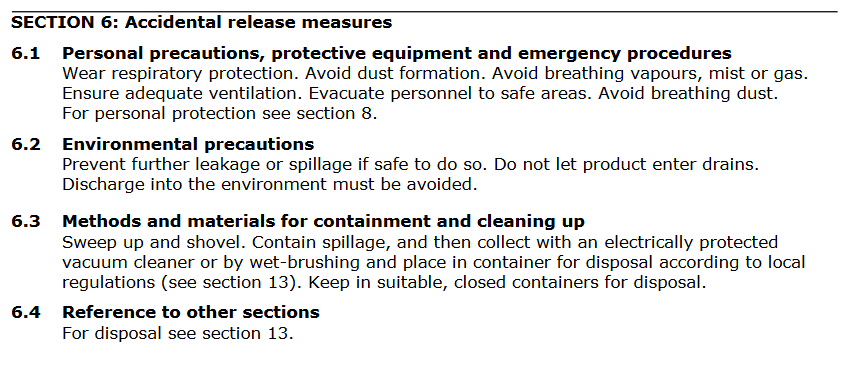 SECTION 6: Accidental release measures
6.1 Personal precautions, protective equipment and emergency procedures
Wear respiratory protection. Avoid dust formation. Avoid breathing vapours, mist or gas.
Ensure adequate ventilation. Evacuate personnel to safe areas. Avoid breathing dust.
For personal protection see section 8.
6.2 Environmental precautions
Prevent further leakage or spillage if safe to do so. Do not let product enter drains.
Discharge into the environment must be avoided.
6.3 Methods and materials for containment and cleaning up
Sweep up and shovel. Contain spillage, and then collect with an electrically protected
vacuum cleaner or by wet-brushing and place in container for disposal according to local
regulations (see section 13). Keep in suitable, closed containers for disposal.
6.4 Reference to other sections
For disposal see section 13.